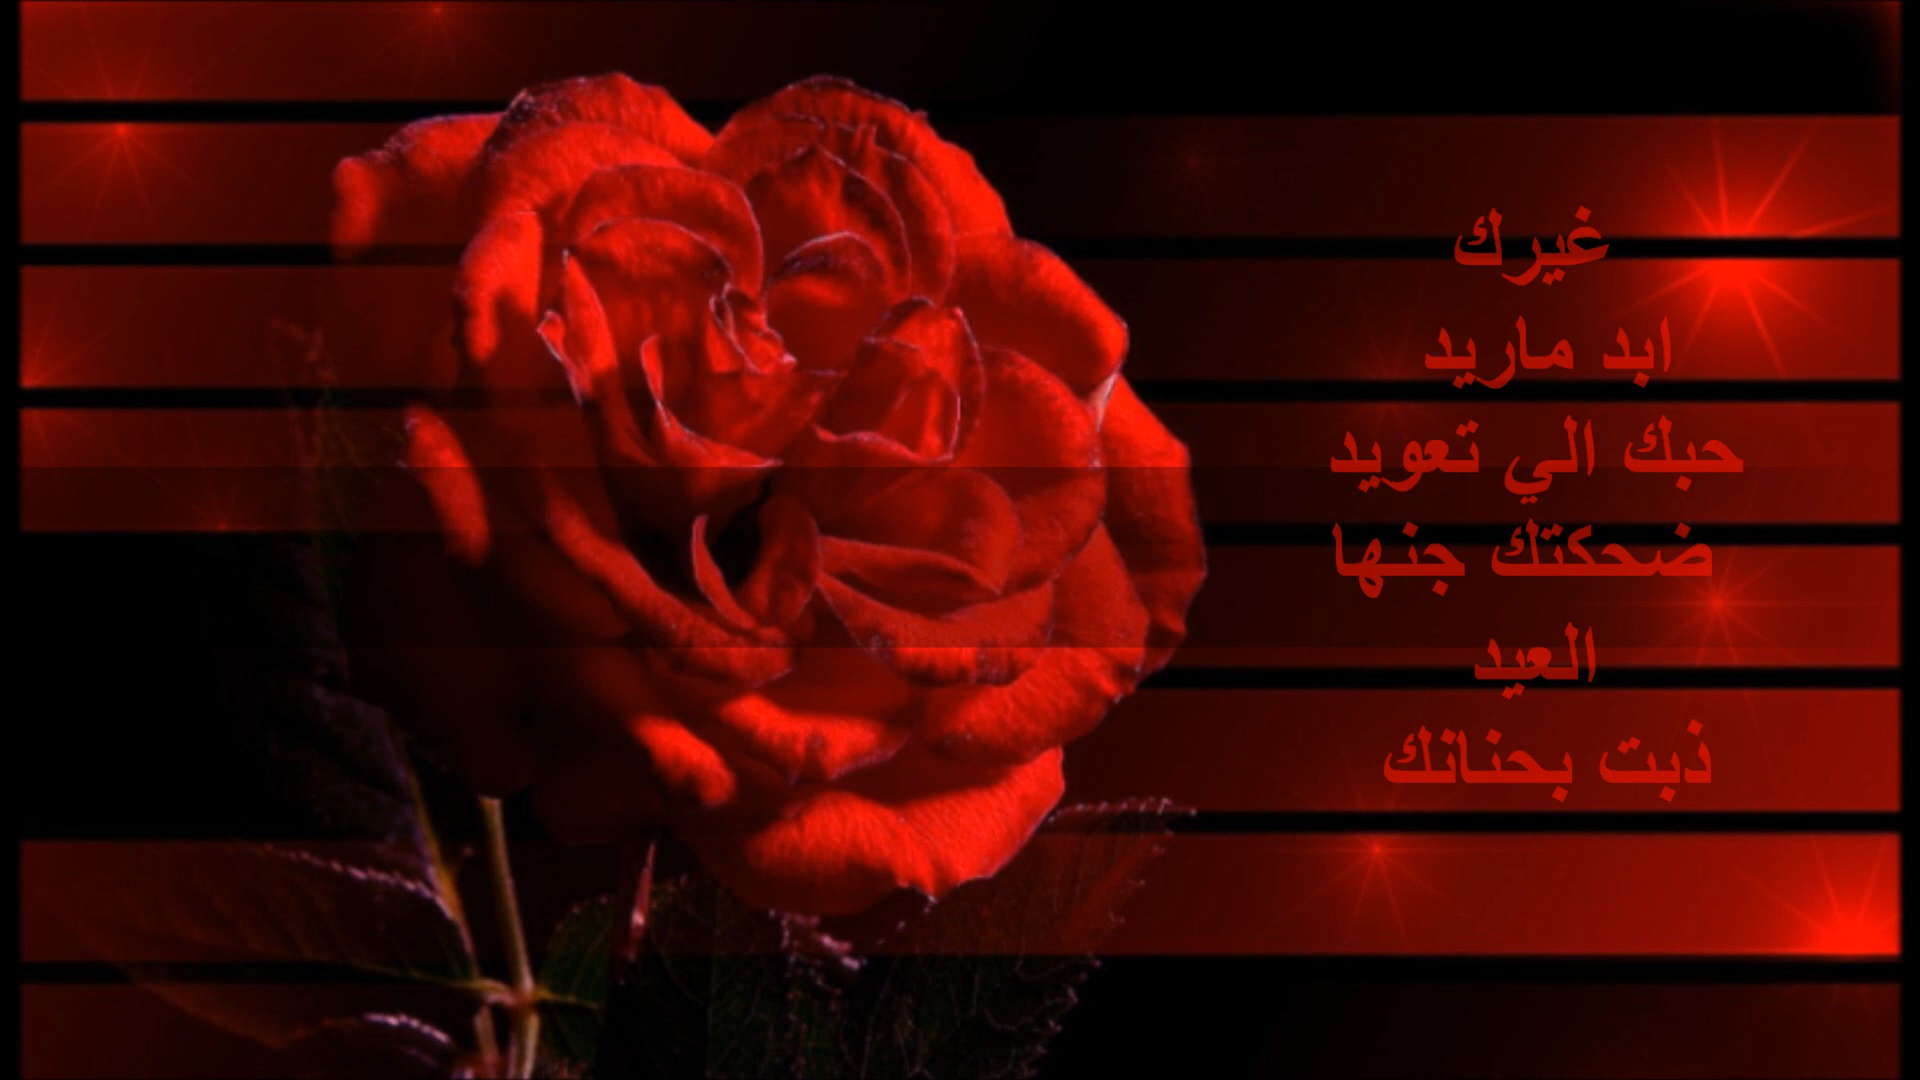 غيرك
ابد ماريد
حبك الي تعويد
ضحكتك جنها
العيد
ذبت بحنانك